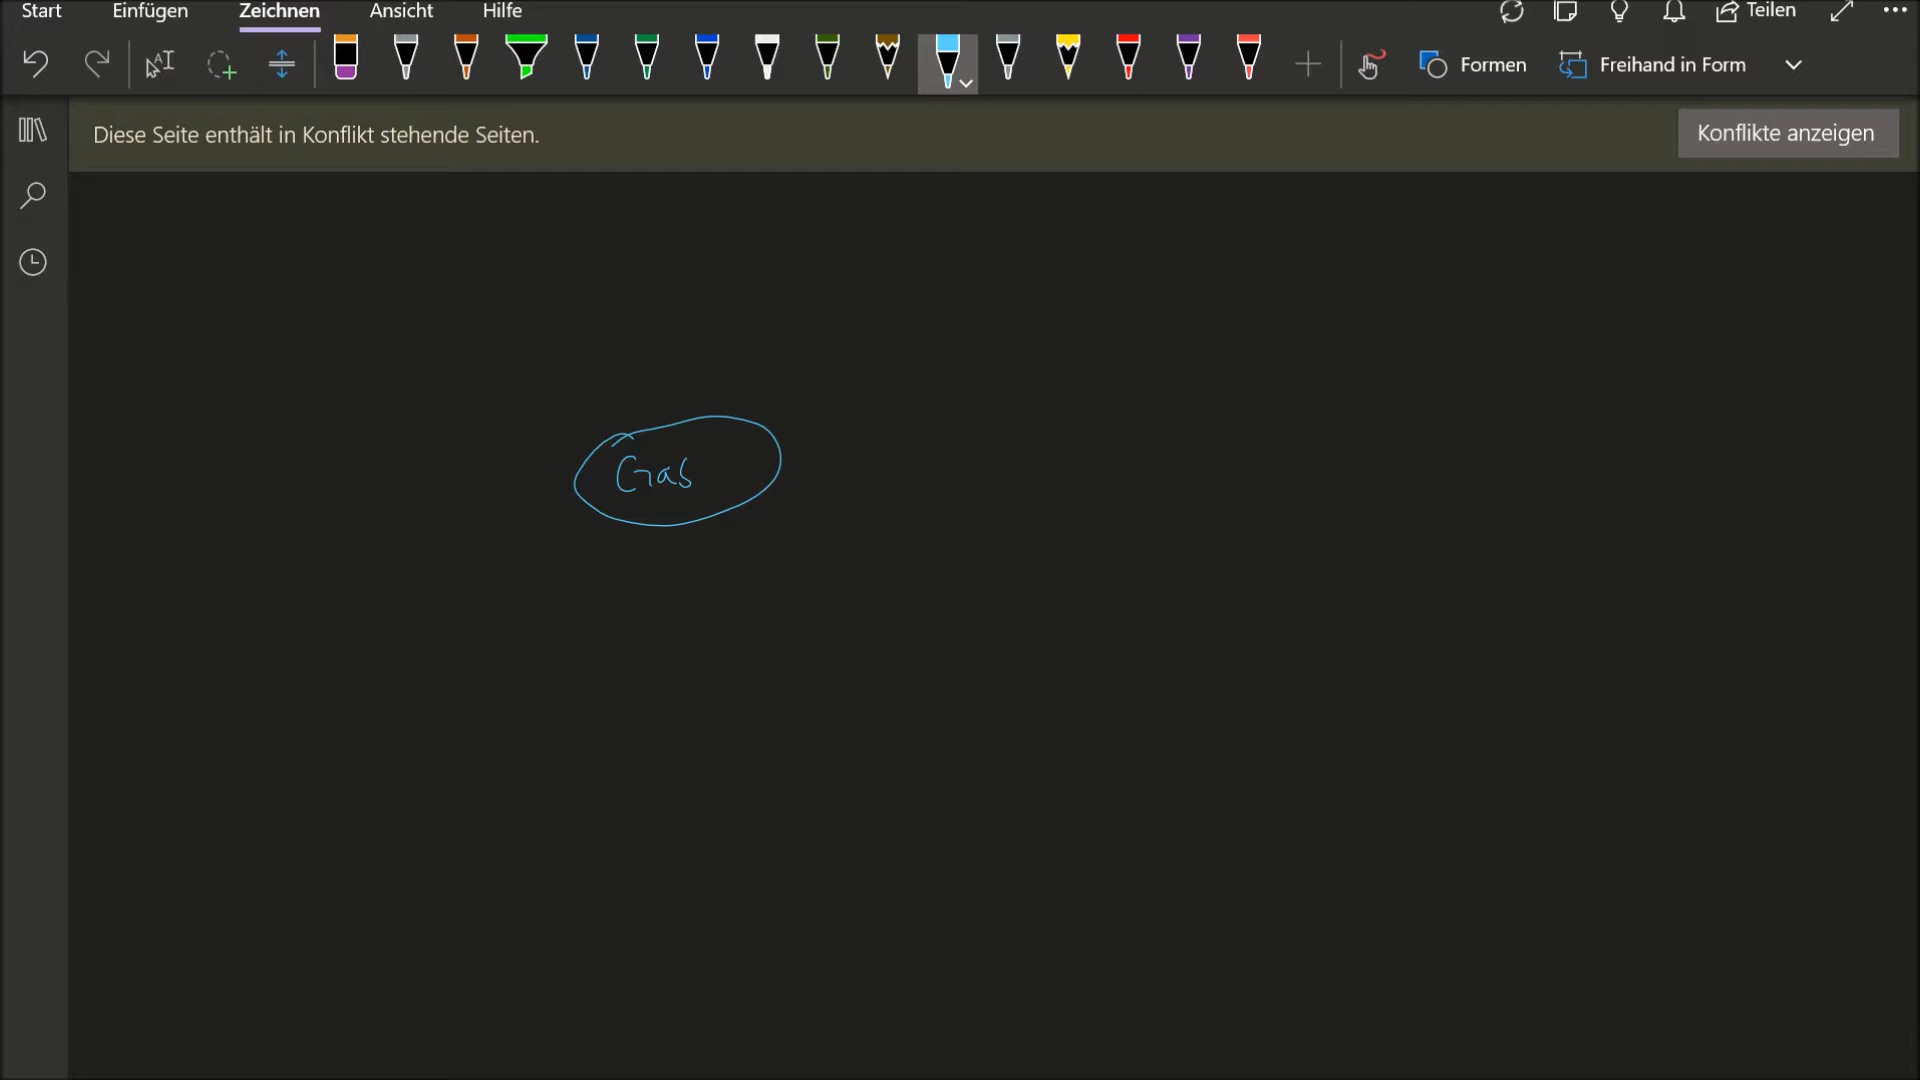 Start Einfügen Zeichnen Ansicht Hilfe Teilen
Formen Freihand in Form
Diese Seite enthält in Konflikt stehende Seiten. Konflikte anzeigen
Gas